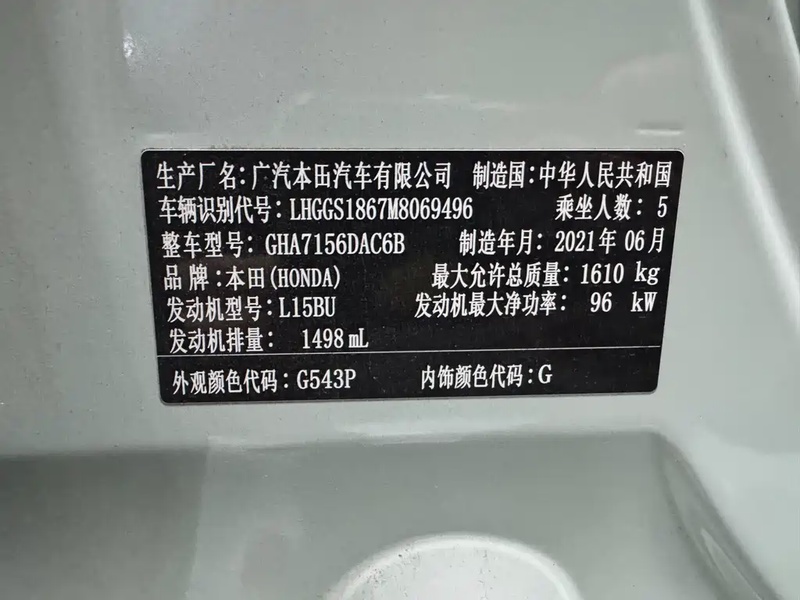 生产厂名：广汽本田汽车有限公司 制造国：中华人民共和国
车辆识别代号：LHGGS1867M8069496 乘坐人数：5
整车型号：GHA7156DAC6B 制造年月：2021年06月
品牌：本田(HONDA) 最大允许总质量：1610 kg
发动机型号：L15BU 发动机最大净功率：96 kW
发动机排量：1498 mL
外观颜色代码：G543P 内饰颜色代码：G